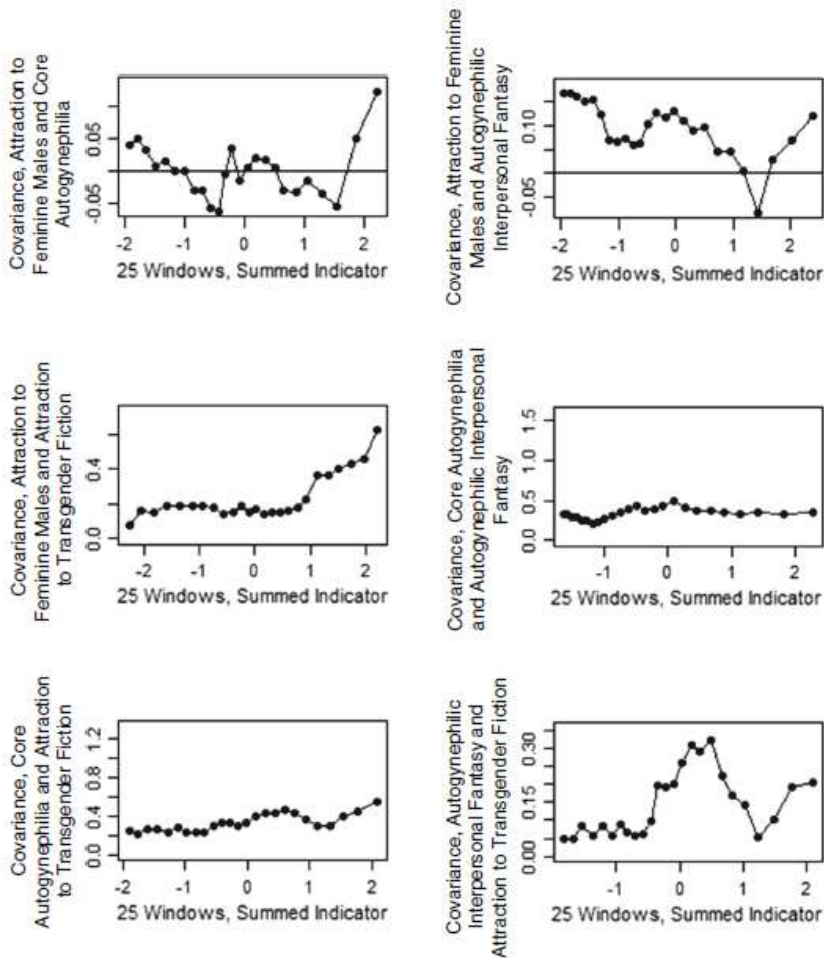 Covariance, Attraction to
Feminine Males and Core
Autogynephilia
-0.05
0.05
-2
-1
0
1
2
25 Windows, Summed Indicator
Covariance, Attraction to Feminine
Males and Autogynephilic
Interpersonal Fantasy
-0.05
0.10
-2
-1
0
1
2
25 Windows, Summed Indicator
Covariance, Attraction to
Feminine Males and Attraction
to Transgender Fiction
0.0
0.4
-2
-1
0
1
2
25 Windows, Summed Indicator
Covariance, Core Autogynephilia
and Autogynephilic Interpersonal
Fantasy
0.0
0.5
1.0
1.5
-1
0
1
2
25 Windows, Summed Indicator
Covariance, Core
Autogynephilia and Attraction
to Transgender Fiction
0.0
0.4
0.8
1.2
-2
-1
0
1
2
25 Windows, Summed Indicator
Covariance, Autogynephilic
Interpersonal Fantasy and
Attraction to Transgender Fiction
0.00
0.15
0.30
-1
0
1
2
25 Windows, Summed Indicator